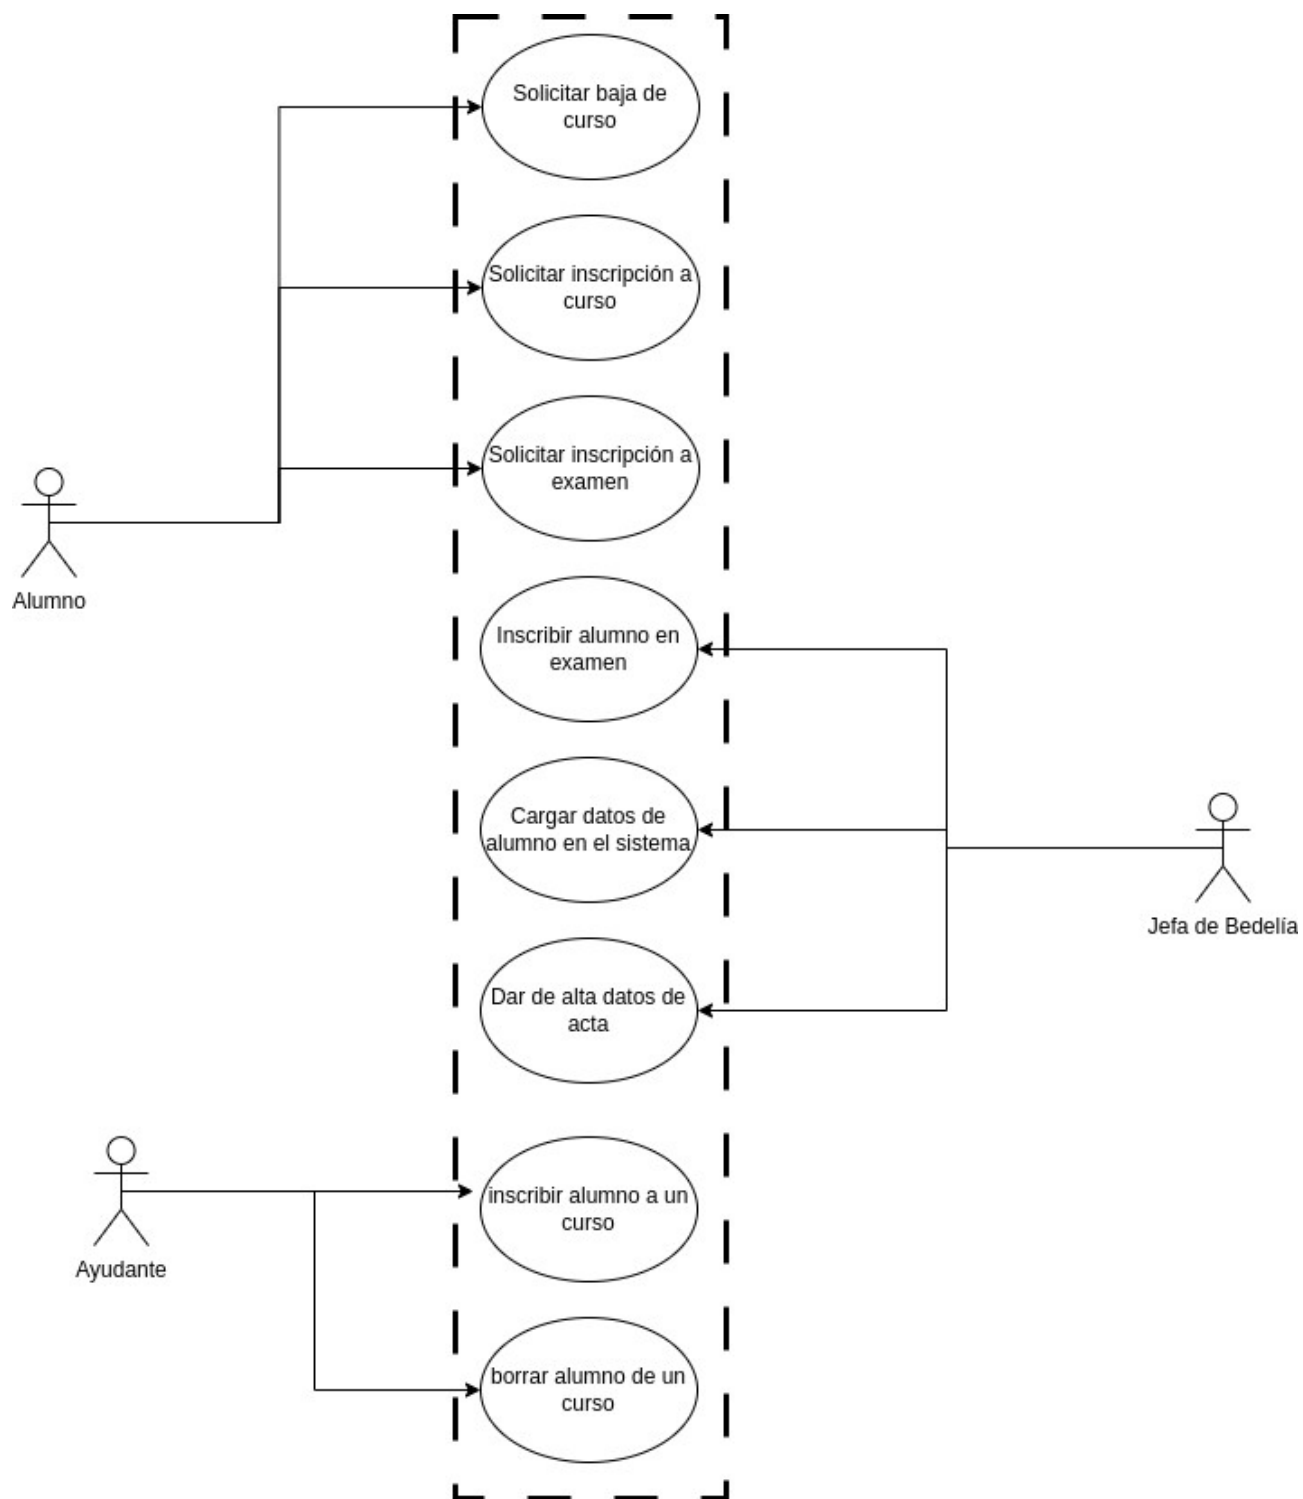 Solicitar baja de
curso
Solicitar inscripción a
curso
Solicitar inscripción a
examen
Alumno
Inscribir alumno en
examen
Cargar datos de
alumno en el sistema
Jefa de Bedelía
Dar de alta datos de
acta
inscribir alumno a un
curso
Ayudante
borrar alumno de un
curso